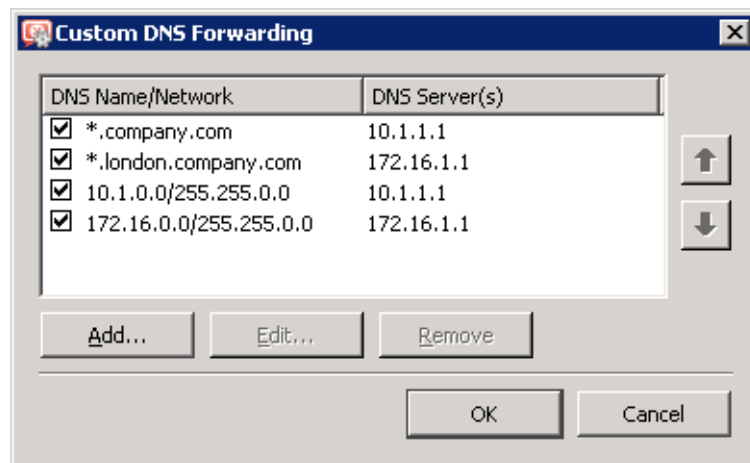 Custom DNS Forwarding
DNS Name/Network DNS Server(s)
*.company.com 10.1.1.1
*.london.company.com 172.16.1.1
10.1.0.0/255.255.0.0 10.1.1.1
172.16.0.0/255.255.0.0 172.16.1.1
Add... Edit... Remove
OK Cancel